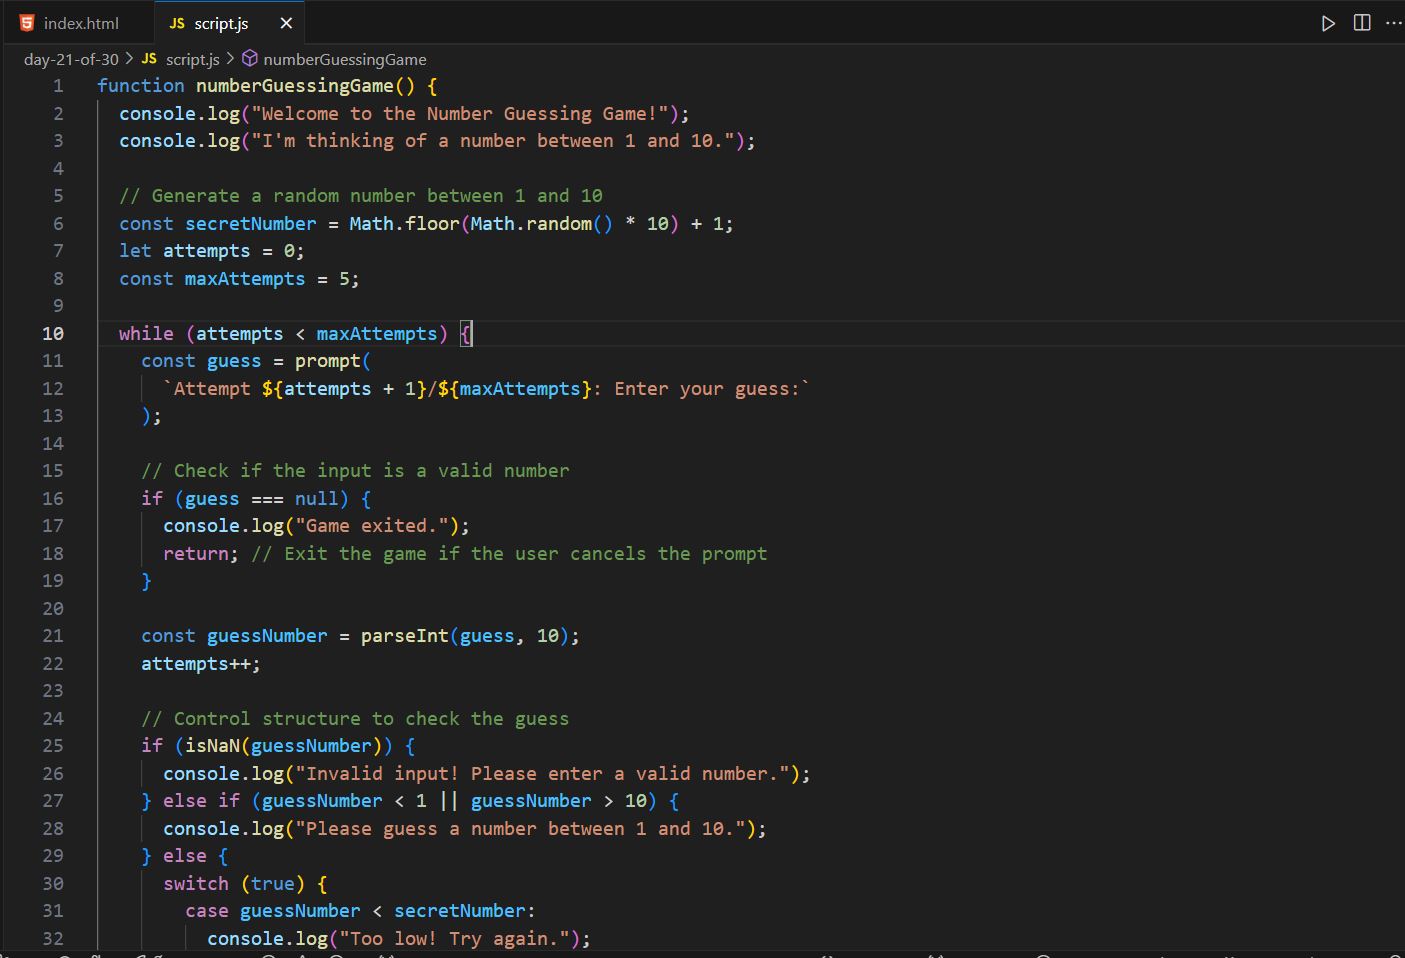 index.html
JS script.js
day-21-of-30 > JS script.js > numberGuessingGame
1 function numberGuessingGame() {
2   console.log("Welcome to the Number Guessing Game!");
3   console.log("I'm thinking of a number between 1 and 10.");
4
5   // Generate a random number between 1 and 10
6   const secretNumber = Math.floor(Math.random() * 10) + 1;
7   let attempts = 0;
8   const maxAttempts = 5;
9
10   while (attempts < maxAttempts) {
11     const guess = prompt(
12       `Attempt ${attempts + 1}/${maxAttempts}: Enter your guess:`
13     );
14
15     // Check if the input is a valid number
16     if (guess === null) {
17       console.log("Game exited.");
18       return; // Exit the game if the user cancels the prompt
19     }
20
21     const guessNumber = parseInt(guess, 10);
22     attempts++;
23
24     // Control structure to check the guess
25     if (isNaN(guessNumber)) {
26       console.log("Invalid input! Please enter a valid number.");
27     } else if (guessNumber < 1 || guessNumber > 10) {
28       console.log("Please guess a number between 1 and 10.");
29     } else {
30       switch (true) {
31         case guessNumber < secretNumber:
32           console.log("Too low! Try again.");